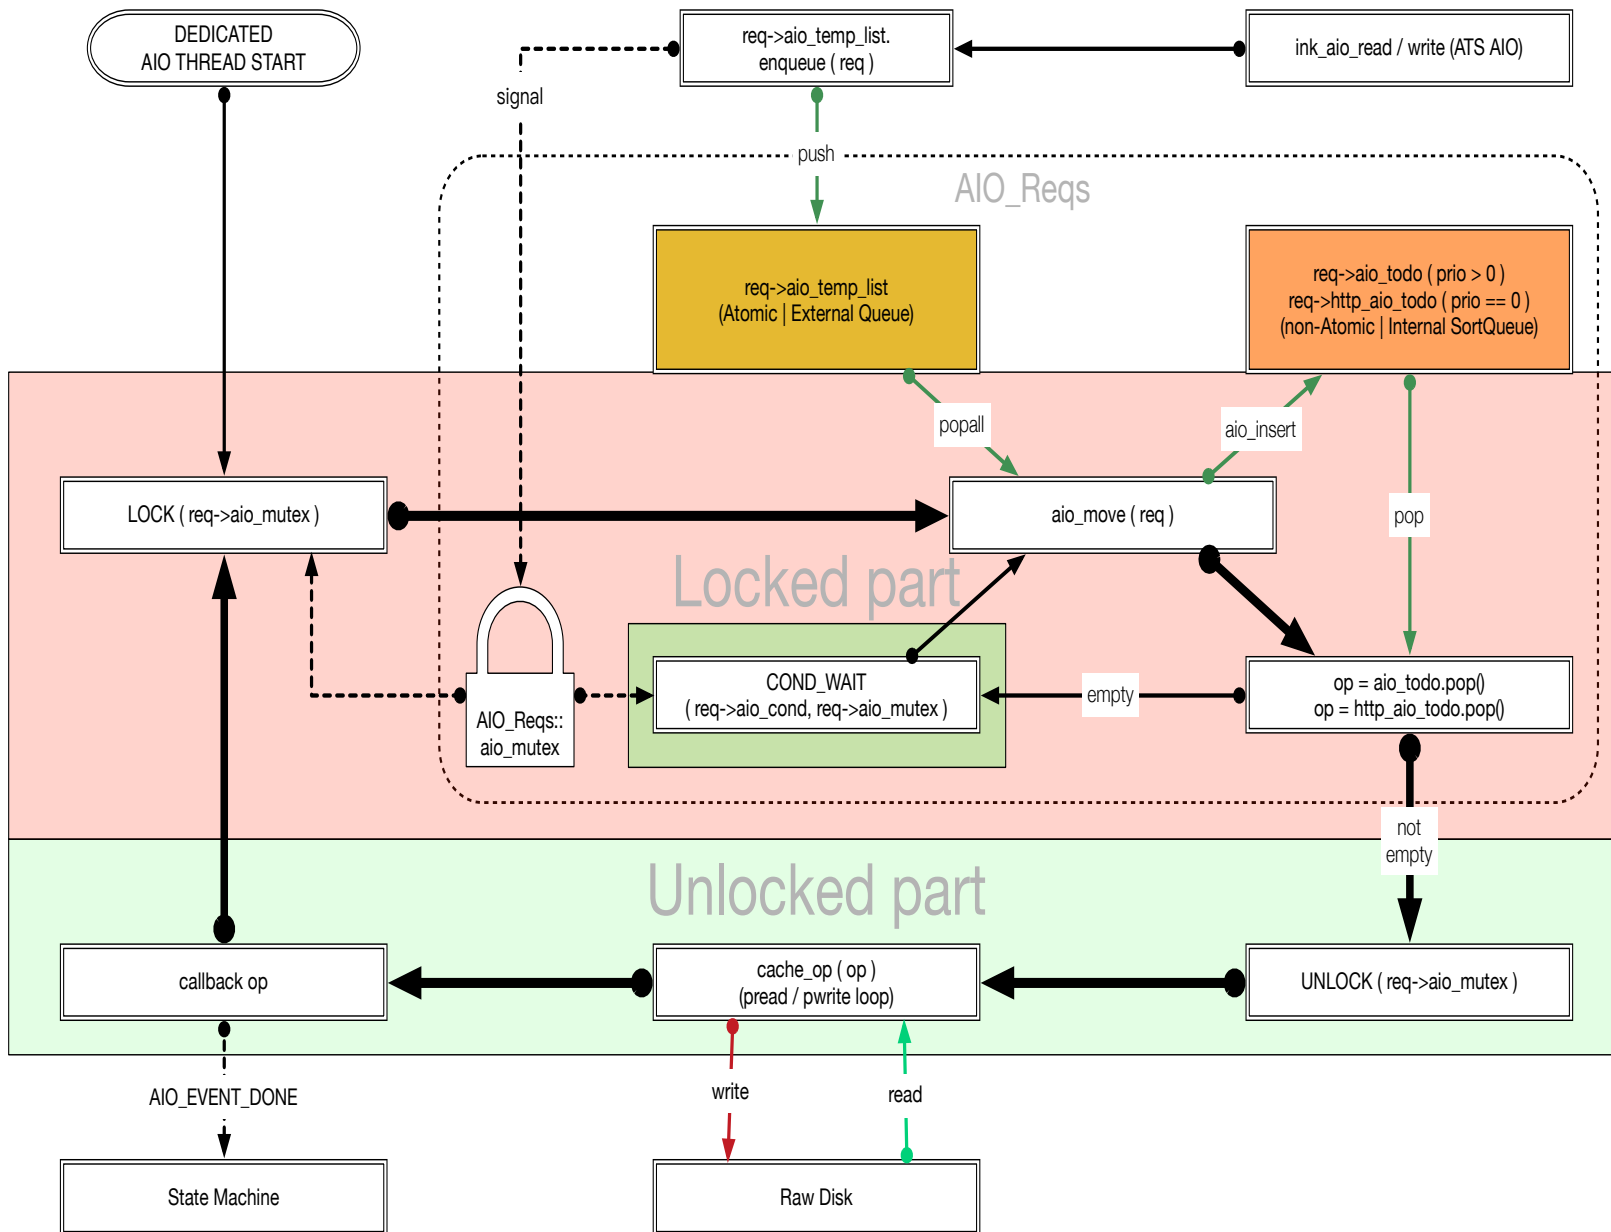 DEDICATED
AIO THREAD START
req->aio_temp_list.
enqueue ( req )
ink_aio_read / write (ATS AIO)
signal
push
AIO_Reqs
req->aio_temp_list
(Atomic | External Queue)
req->aio_todo ( prio > 0 )
req->http_aio_todo ( prio == 0 )
(non-Atomic | Internal SortQueue)
popall
aio_insert
LOCK ( req->aio_mutex )
aio_move ( req )
pop
Locked part
AIO_Reqs::
aio_mutex
COND_WAIT
( req->aio_cond, req->aio_mutex )
empty
op = aio_todo.pop()
op = http_aio_todo.pop()
not
empty
Unlocked part
callback op
cache_op ( op )
(pread / pwrite loop)
UNLOCK ( req->aio_mutex )
AIO_EVENT_DONE
write
read
State Machine
Raw Disk